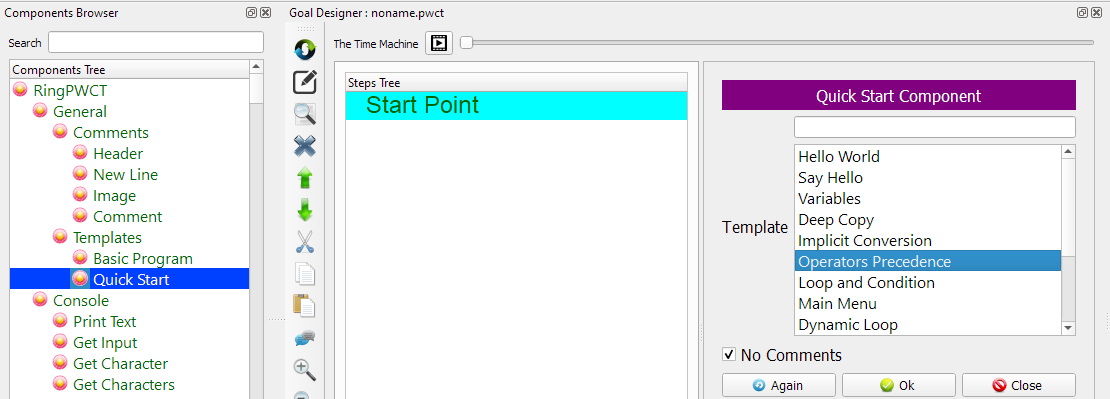 Components Browser
Search
Components Tree
RingPWCT
General
Comments
Header
New Line
Image
Comment
Templates
Basic Program
Quick Start
Console
Print Text
Get Input
Get Character
Get Characters
Goal Designer : noname.pwct
The Time Machine
Steps Tree
Start Point
Quick Start Component
Template
Hello World
Say Hello
Variables
Deep Copy
Implicit Conversion
Operators Precedence
Loop and Condition
Main Menu
Dynamic Loop
No Comments
Again
Ok
Close